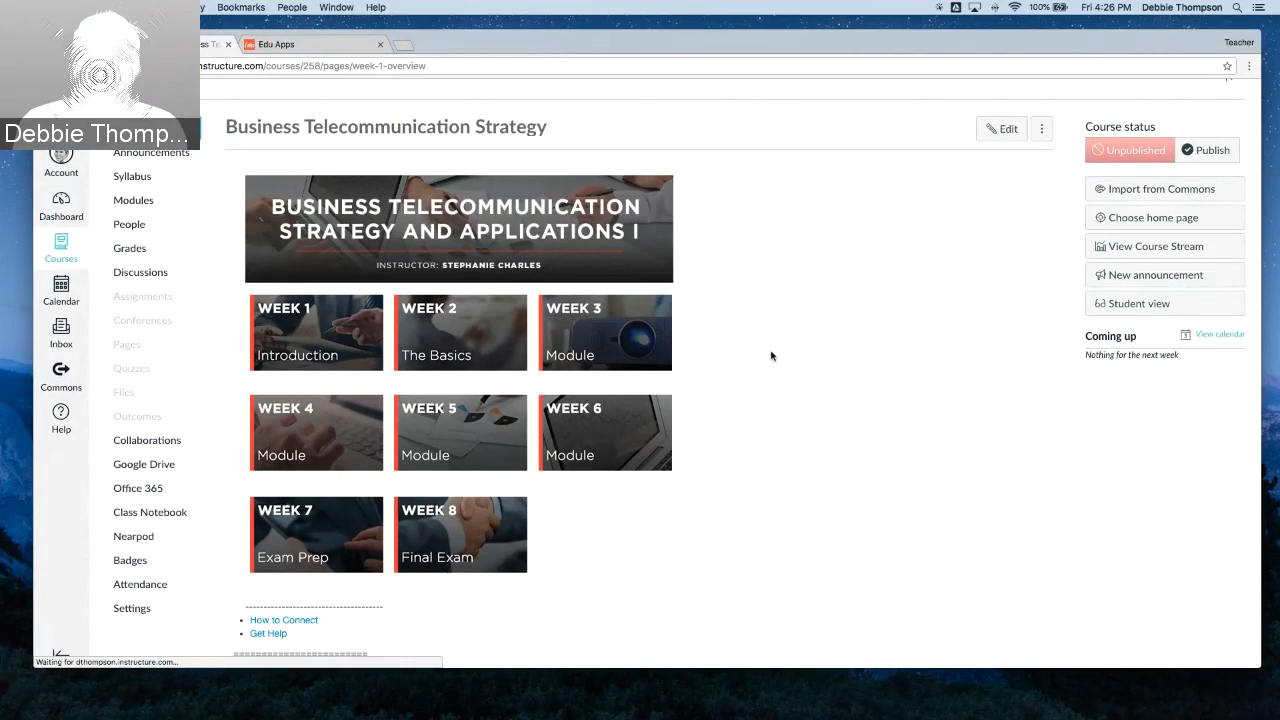 Bookmarks People Window Help 100% Fri 4:26 PM Debbie Thompson
Edu Apps
Teacher
nstructure.com/courses/258/pages/week-1-overview
Debbie Thomp...
Account
Dashboard
Courses
Calendar
Inbox
Commons
Help
Announcements
Syllabus
Modules
People
Grades
Discussions
Assignments
Conferences
Pages
Quizzes
Files
Outcomes
Collaborations
Google Drive
Office 365
Class Notebook
Nearpod
Badges
Attendance
Settings
Business Telecommunication Strategy
Edit
BUSINESS TELECOMMUNICATION
STRATEGY AND APPLICATIONS I
INSTRUCTOR: STEPHANIE CHARLES
WEEK 1
Introduction
WEEK 2
The Basics
WEEK 3
Module
WEEK 4
Module
WEEK 5
Module
WEEK 6
Module
WEEK 7
Exam Prep
WEEK 8
Final Exam
------------------------------------
How to Connect
Get Help
========================
Course status
Unpublished Publish
Import from Commons
Choose home page
View Course Stream
New announcement
Student view
Coming up View calendar
Nothing for the next week
Waiting for dthompson.instructure.com...